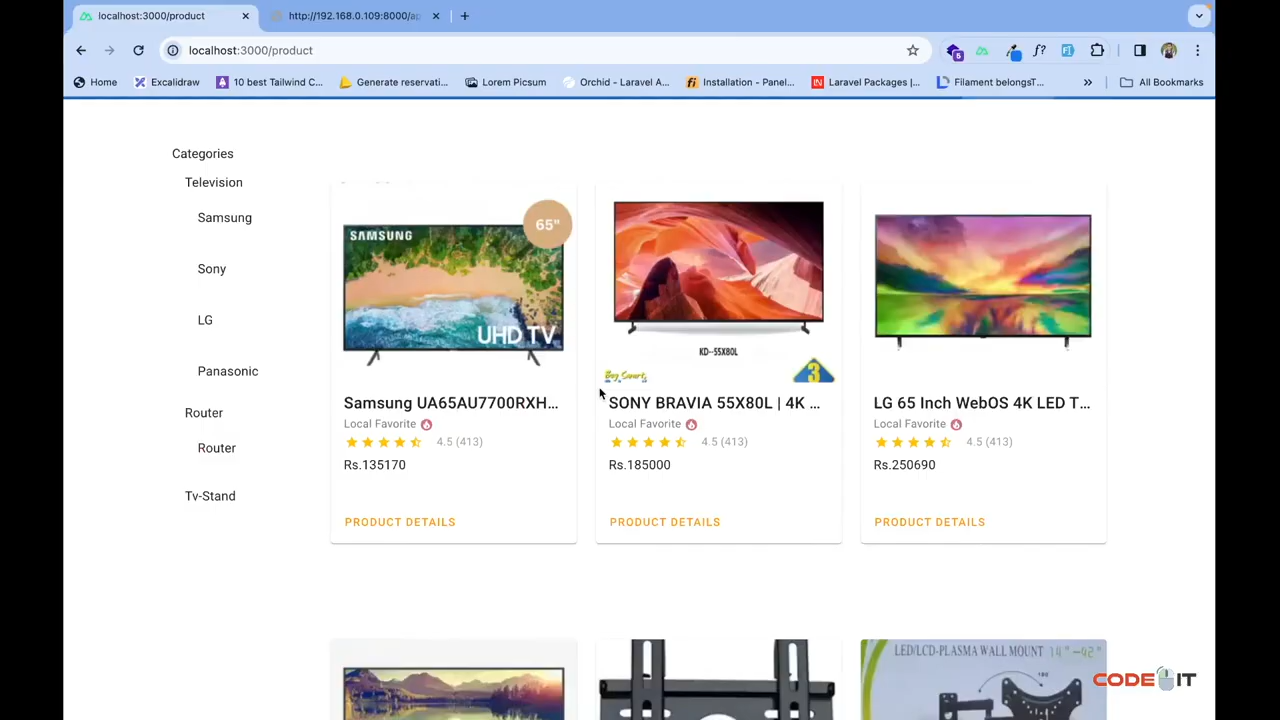 localhost:3000/product
http://192.168.0.109:8000/ap
localhost:3000/product
Home
Excalidraw
10 best Tailwind C...
Generate reservati...
Lorem Picsum
Orchid - Laravel A...
Installation - Panel...
Laravel Packages |...
Filament belongsT...
»
All Bookmarks
Categories
Television
Samsung
Sony
LG
Panasonic
Router
Router
Tv-Stand
SAMSUNG
65"
UHD TV
Samsung UA65AU7700RXH...
Local Favorite
4.5 (413)
Rs.135170
PRODUCT DETAILS
KD--55X80L
3
SONY BRAVIA 55X80L | 4K ...
Local Favorite
4.5 (413)
Rs.185000
PRODUCT DETAILS
LG 65 Inch WebOS 4K LED T...
Local Favorite
4.5 (413)
Rs.250690
PRODUCT DETAILS
LED/LCD-PLASMA WALL MOUNT 14"-42"
CODE IT